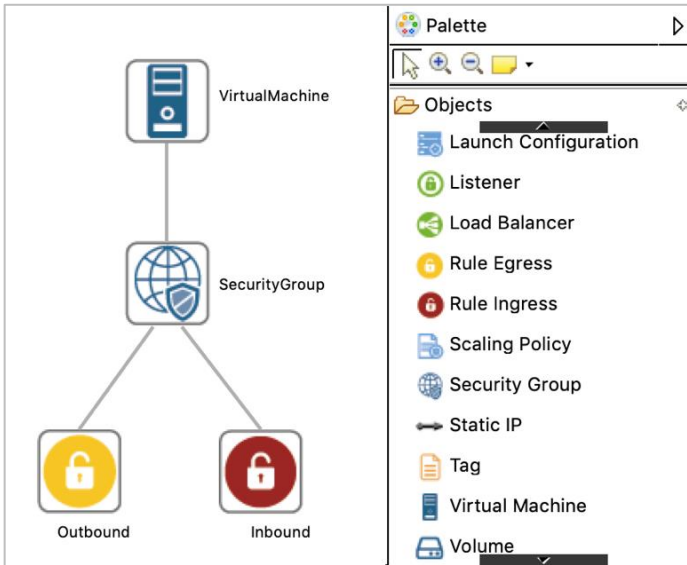 VirtualMachine
SecurityGroup
Outbound
Inbound
Palette
Objects
Launch Configuration
Listener
Load Balancer
Rule Egress
Rule Ingress
Scaling Policy
Security Group
Static IP
Tag
Virtual Machine
Volume